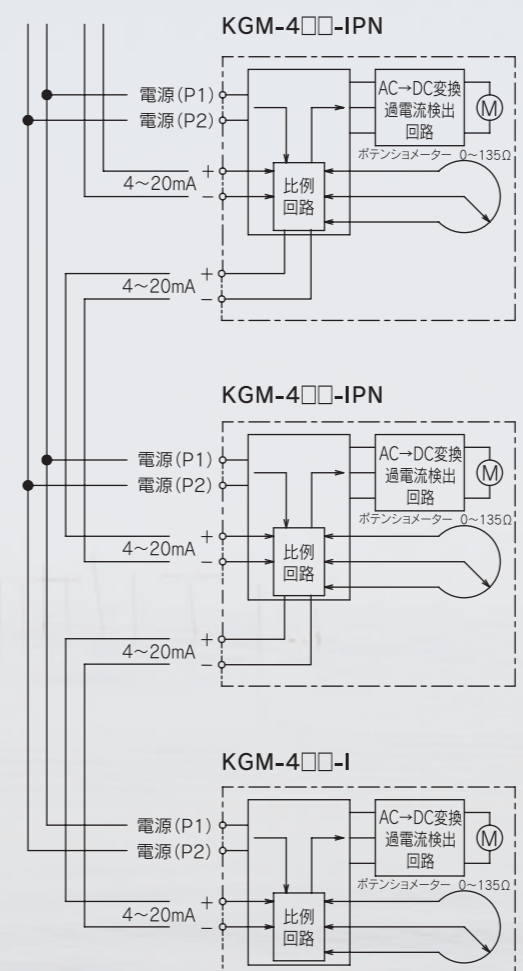 KGM-4□□-IPN
電源(P1)
電源(P2)
+
4〜20mA
−
AC→DC変換
過電流検出
回路
M
ポテンショメーター 0〜135Ω
比例
回路
+
4〜20mA
−
KGM-4□□-IPN
電源(P1)
電源(P2)
+
4〜20mA
−
AC→DC変換
過電流検出
回路
M
ポテンショメーター 0〜135Ω
比例
回路
+
4〜20mA
−
KGM-4□□-I
電源(P1)
電源(P2)
+
4〜20mA
−
AC→DC変換
過電流検出
回路
M
ポテンショメーター 0〜135Ω
比例
回路